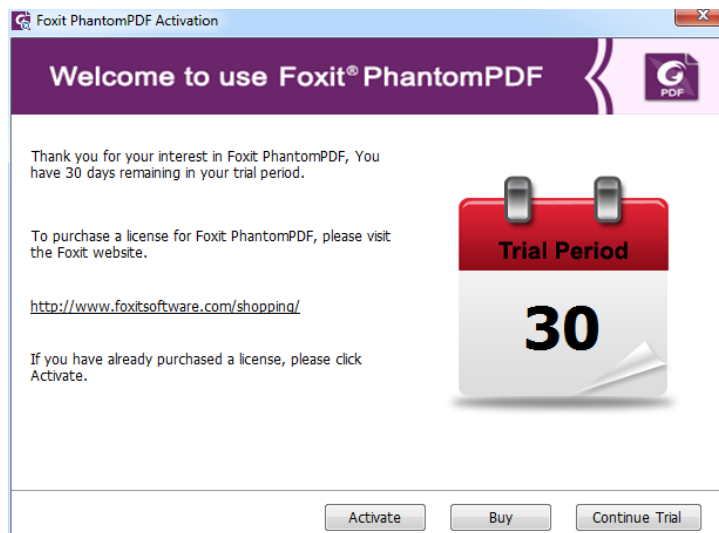 Foxit PhantomPDF Activation
Welcome to use Foxit® PhantomPDF
PDF
Thank you for your interest in Foxit PhantomPDF, You
have 30 days remaining in your trial period.
To purchase a license for Foxit PhantomPDF, please visit
the Foxit website.
http://www.foxitsoftware.com/shopping/
If you have already purchased a license, please click
Activate.
Trial Period
30
Activate
Buy
Continue Trial